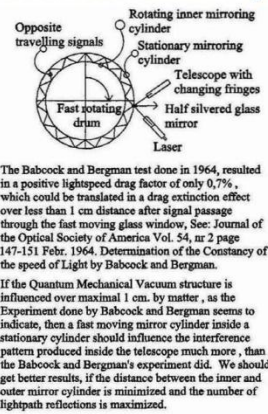 Rotating inner mirroring
cylinder
Opposite
travelling signals
Stationary mirroring
cylinder
Telescope with
changing fringes
Fast rotating
drum
Half silvered glass
mirror
Laser
The Babcock and Bergman test done in 1964, resulted
in a positive lightspeed drag factor of only 0,7% ,
which could be translated in a drag extinction effect
over less than 1 cm distance after signal passage
through the fast moving glass window, See: Journal of
the Optical Society of America Vol. 54, nr 2 page
147-151 Febr. 1964. Determination of the Constancy of
the speed of Light by Babcock and Bergman.
If the Quantum Mechanical Vacuum structure is
influenced over maximal 1 cm. by matter , as the
Experiment done by Babcock and Bergman seems to
indicate, then a fast moving mirror cylinder inside a
stationary cylinder should influence the interference
pattern produced inside the telescope much more , than
the Babcock and Bergman's experiment did. We should
get better results, if the distance between the inner and
outer mirror cylinder is minimized and the number of
lightpath reflections is maximized.